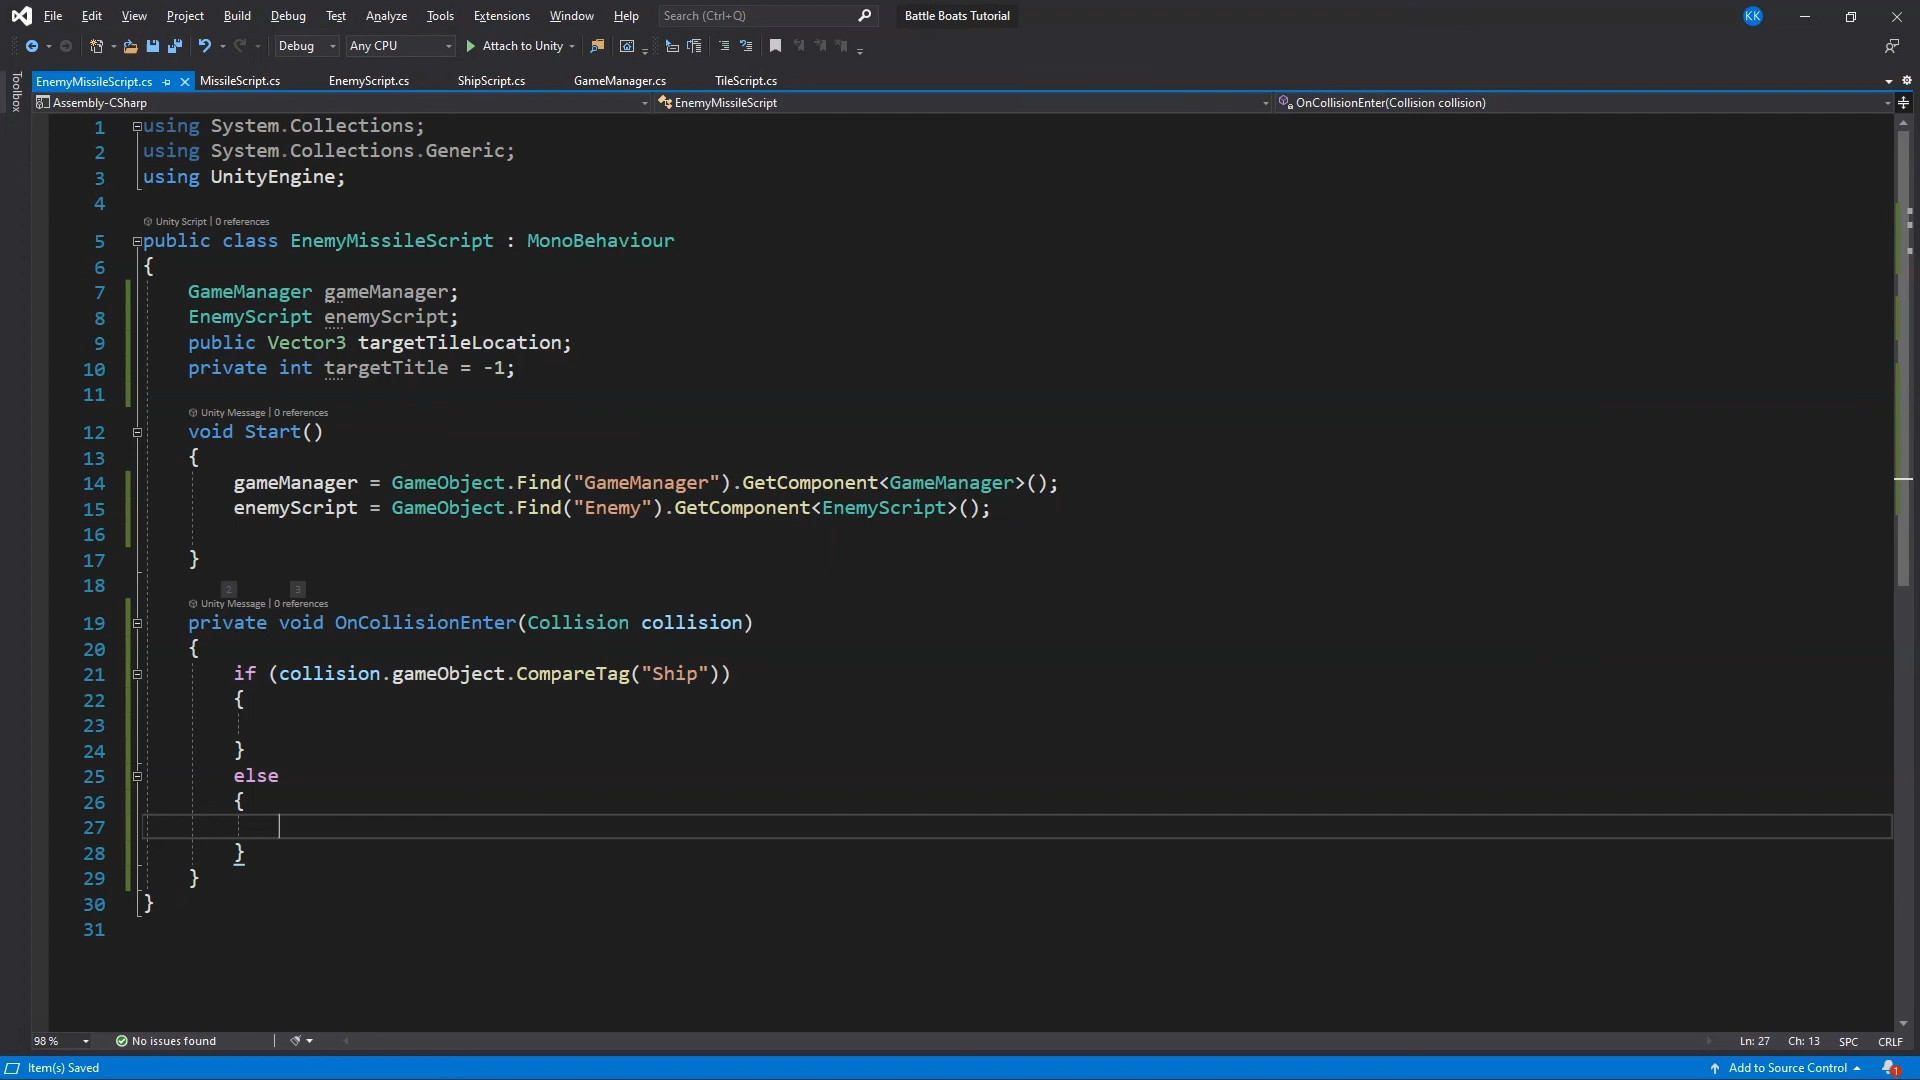 File Edit View Project Build Debug Test Analyze Tools Extensions Window Help Search (Ctrl+Q) Battle Boats Tutorial KK
Debug Any CPU Attach to Unity
EnemyMissileScript.cs MissileScript.cs EnemyScript.cs ShipScript.cs GameManager.cs TileScript.cs
Toolbox
Assembly-CSharp EnemyMissileScript OnCollisionEnter(Collision collision)
1 using System.Collections;
2 using System.Collections.Generic;
3 using UnityEngine;
4
Unity Script | 0 references
5 public class EnemyMissileScript : MonoBehaviour
6 {
7 GameManager gameManager;
8 EnemyScript enemyScript;
9 public Vector3 targetTileLocation;
10 private int targetTitle = -1;
11
Unity Message | 0 references
12 void Start()
13 {
14 gameManager = GameObject.Find("GameManager").GetComponent<GameManager>();
15 enemyScript = GameObject.Find("Enemy").GetComponent<EnemyScript>();
16
17 }
18
2 3
Unity Message | 0 references
19 private void OnCollisionEnter(Collision collision)
20 {
21 if (collision.gameObject.CompareTag("Ship"))
22 {
23
24 }
25 else
26 {
27
28 }
29 }
30 }
31
98 % No issues found Ln: 27 Ch: 13 SPC CRLF
Item(s) Saved Add to Source Control 1